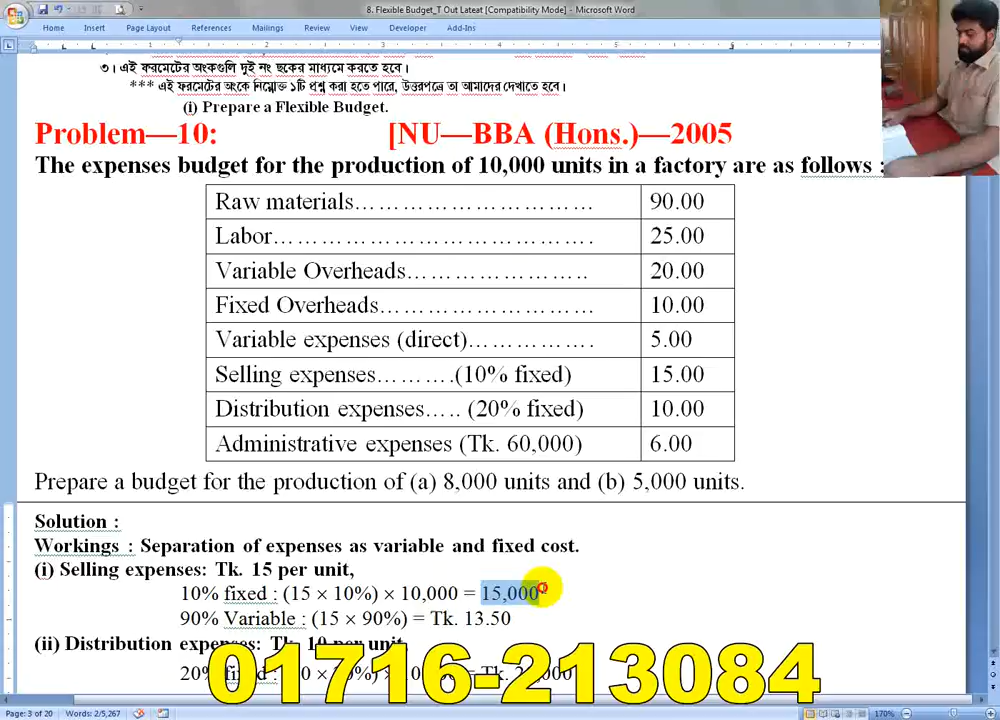 8. Flexible Budget_T Out Lateat [Compatibility Mode] - Microsoft Word
Home Insert Page Layout References Mailings Review View Developer Add-Ins
৩। এই ফরমেটের অংকগুলি দুই নং ছকের মাধ্যমে করতে হবে।
*** এই ফরমেটের অংকে নিম্নোক্ত ১টি প্রশ্ন করা হতে পারে, উত্তরপত্রে তা আমাদের দেখাতে হবে।
(i) Prepare a Flexible Budget.
Problem—10: [NU—BBA (Hons.)—2005
The expenses budget for the production of 10,000 units in a factory are as follows :
Raw materials………………………… 90.00
Labor…………………………………. 25.00
Variable Overheads………………….. 20.00
Fixed Overheads……………………… 10.00
Variable expenses (direct)……………. 5.00
Selling expenses……….(10% fixed) 15.00
Distribution expenses….. (20% fixed) 10.00
Administrative expenses (Tk. 60,000) 6.00
Prepare a budget for the production of (a) 8,000 units and (b) 5,000 units.
Solution :
Workings : Separation of expenses as variable and fixed cost.
(i) Selling expenses: Tk. 15 per unit,
10% fixed : (15 × 10%) × 10,000 = 15,000
90% Variable : (15 × 90%) = Tk. 13.50
(ii) Distribution expenses: Tk. 10 per unit,
01716-213084
Page: 3 of 20 Words: 2/5,267 170%